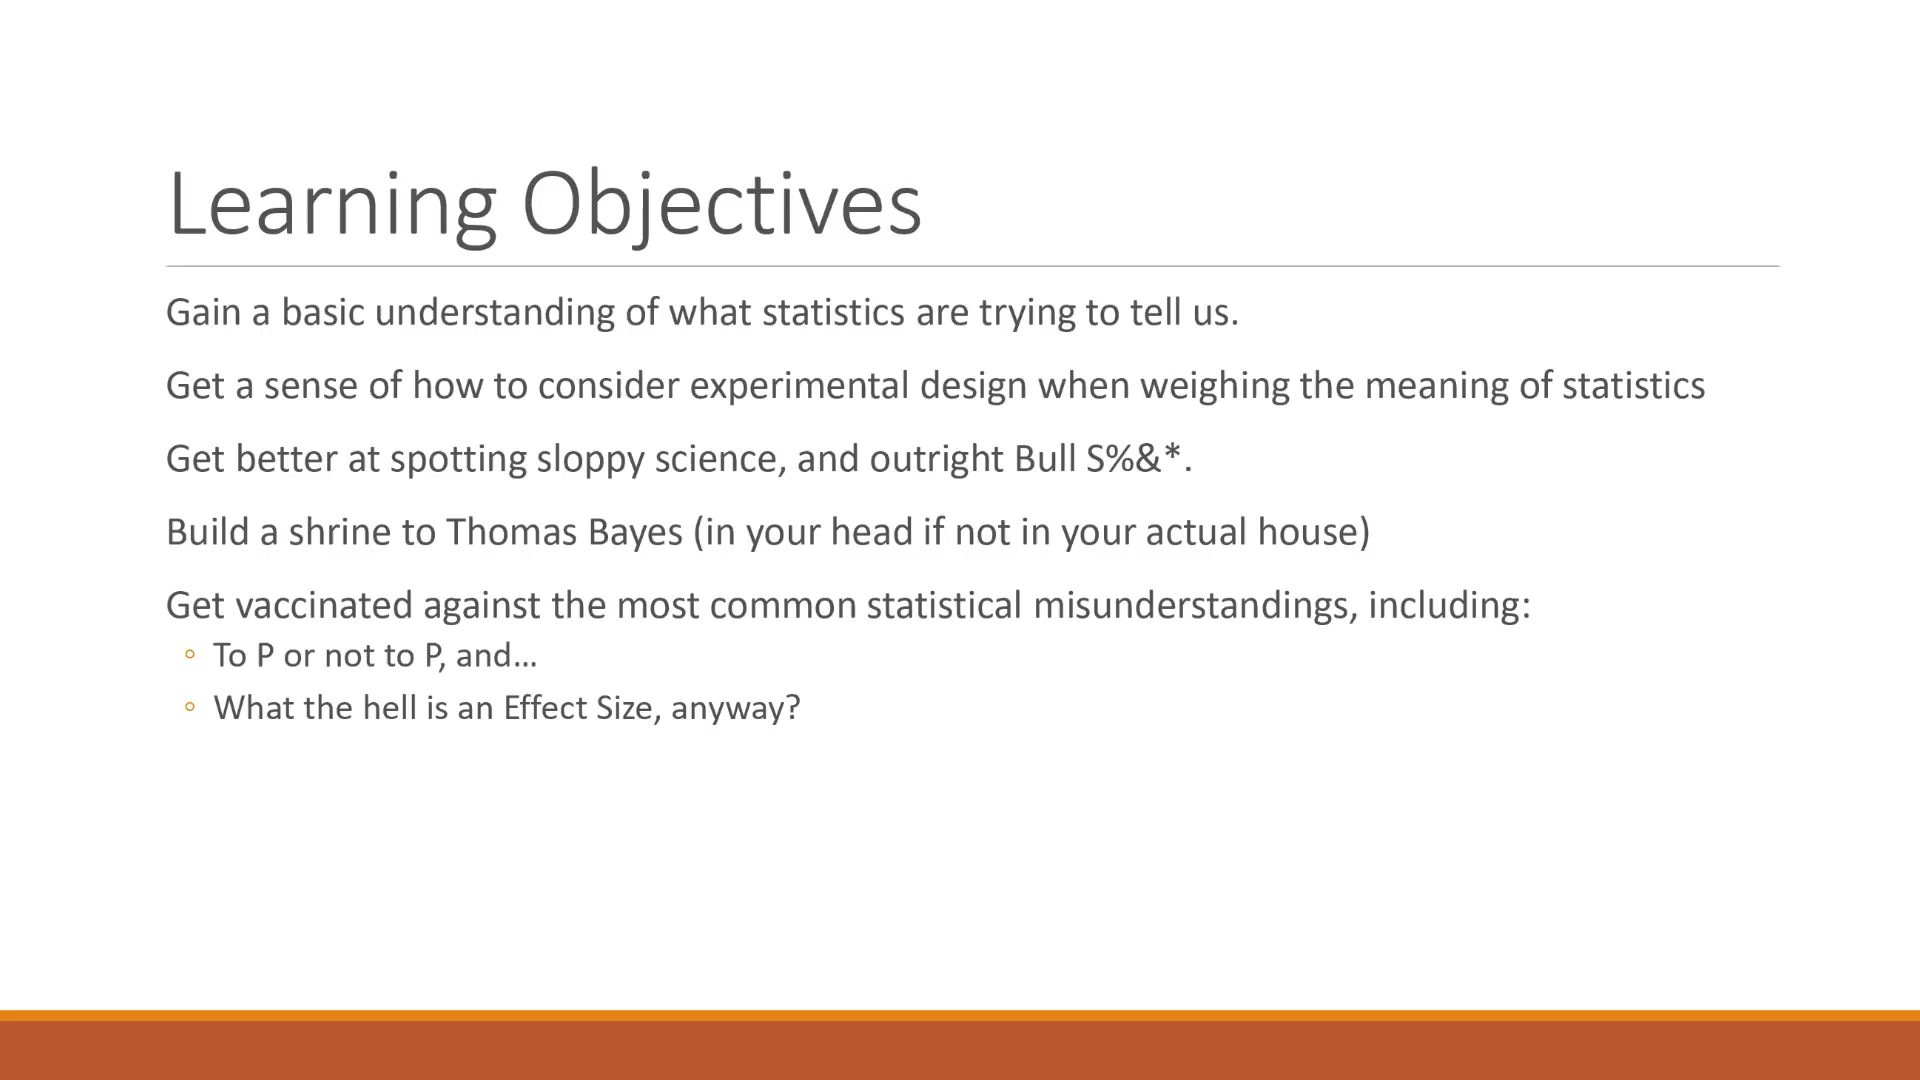 Learning Objectives
Gain a basic understanding of what statistics are trying to tell us.
Get a sense of how to consider experimental design when weighing the meaning of statistics
Get better at spotting sloppy science, and outright Bull S%&*.
Build a shrine to Thomas Bayes (in your head if not in your actual house)
Get vaccinated against the most common statistical misunderstandings, including:
◦ To P or not to P, and…
◦ What the hell is an Effect Size, anyway?